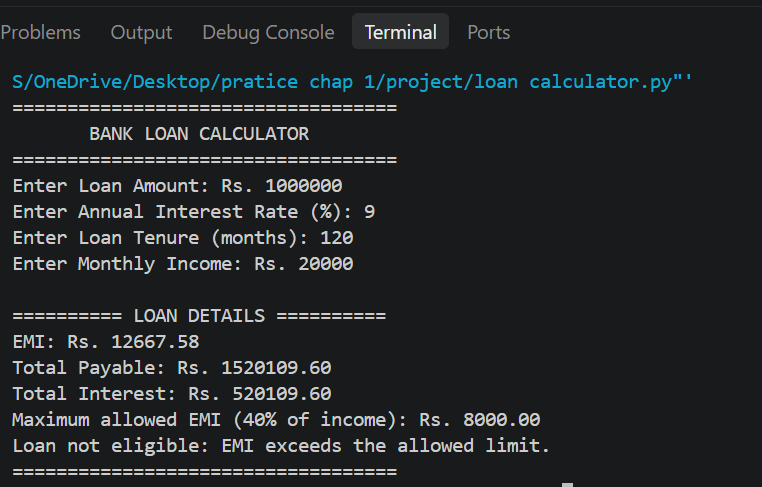 Problems Output Debug Console Terminal Ports
S/OneDrive/Desktop/pratice chap 1/project/loan calculator.py"'
===================================
BANK LOAN CALCULATOR
===================================
Enter Loan Amount: Rs. 1000000
Enter Annual Interest Rate (%): 9
Enter Loan Tenure (months): 120
Enter Monthly Income: Rs. 20000
========== LOAN DETAILS ==========
EMI: Rs. 12667.58
Total Payable: Rs. 1520109.60
Total Interest: Rs. 520109.60
Maximum allowed EMI (40% of income): Rs. 8000.00
Loan not eligible: EMI exceeds the allowed limit.
===================================